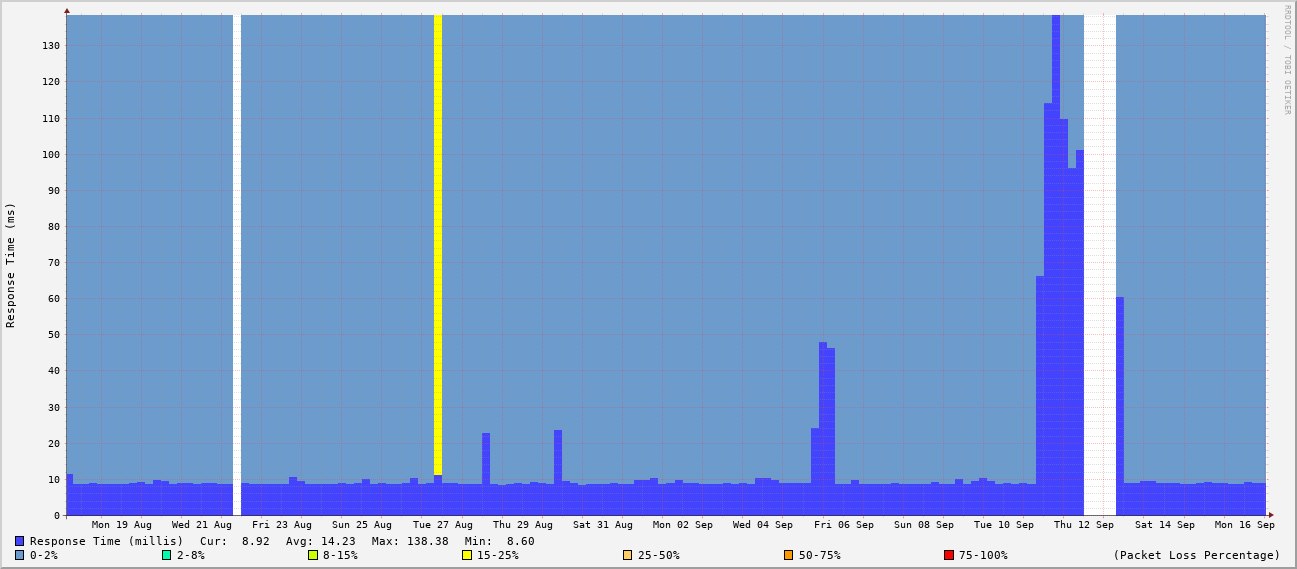 RRDTOOL / TOBI OETIKER
Response Time (ms)
130
120
110
100
90
80
70
60
50
40
30
20
10
0
Mon 19 Aug Wed 21 Aug Fri 23 Aug Sun 25 Aug Tue 27 Aug Thu 29 Aug Sat 31 Aug Mon 02 Sep Wed 04 Sep Fri 06 Sep Sun 08 Sep Tue 10 Sep Thu 12 Sep Sat 14 Sep Mon 16 Sep
Response Time (millis) Cur: 8.92 Avg: 14.23 Max: 138.38 Min: 8.60
0-2% 2-8% 8-15% 15-25% 25-50% 50-75% 75-100% (Packet Loss Percentage)